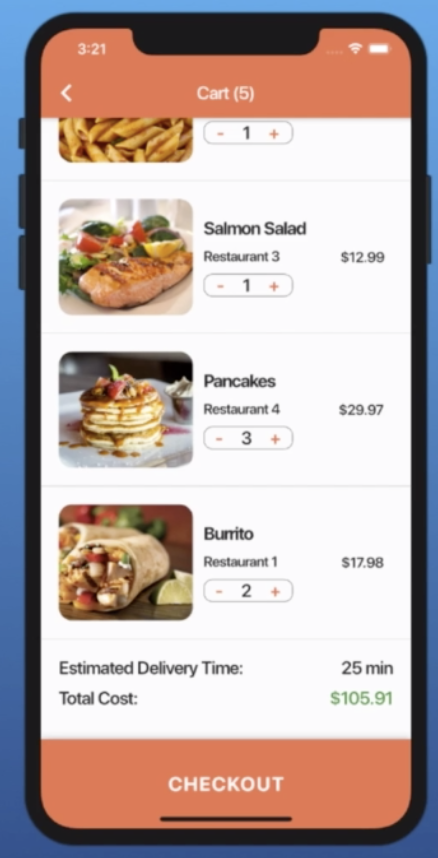 3:21
Cart (5)
- 1 +
Salmon Salad
Restaurant 3
$12.99
- 1 +
Pancakes
Restaurant 4
$29.97
- 3 +
Burrito
Restaurant 1
$17.98
- 2 +
Estimated Delivery Time: 25 min
Total Cost: $105.91
CHECKOUT